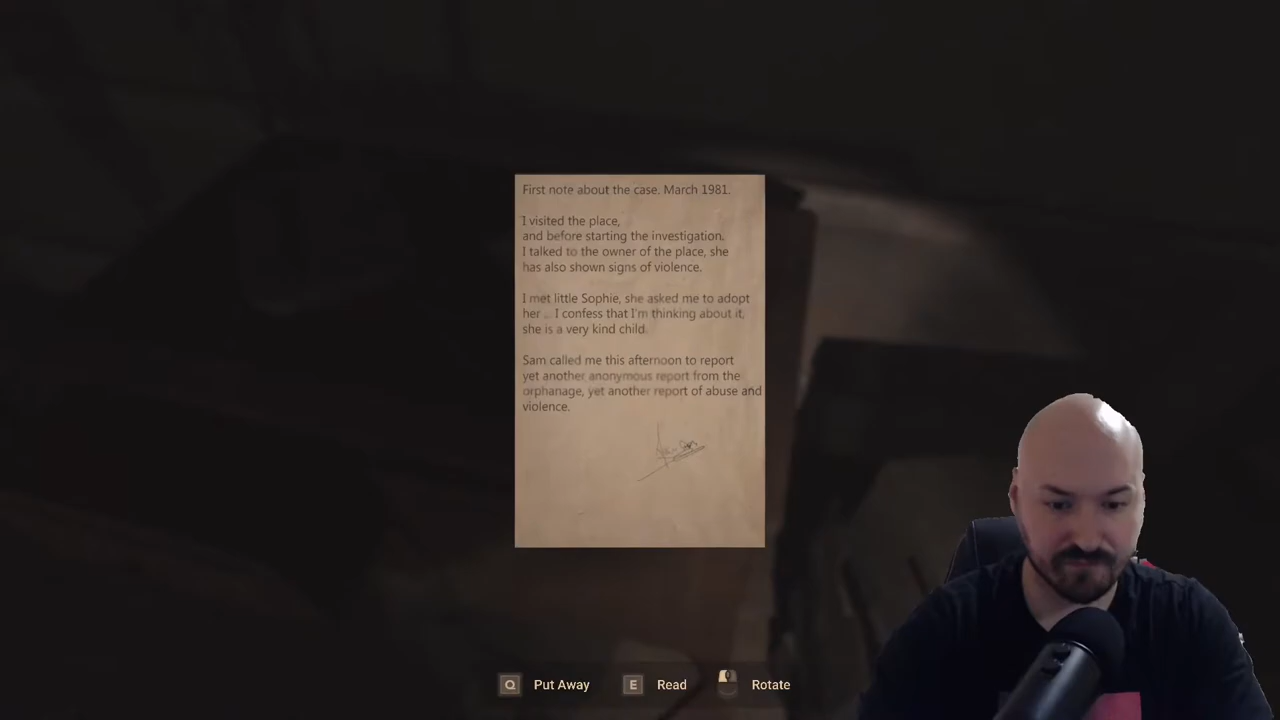 First note about the case. March 1981.
I visited the place,
and before starting the investigation.
I talked to the owner of the place, she
has also shown signs of violence.
I met little Sophie, she asked me to adopt
her .. I confess that I'm thinking about it,
she is a very kind child.
Sam called me this afternoon to report
yet another anonymous report from the
orphanage, yet another report of abuse and
violence.
Q Put Away E Read Rotate